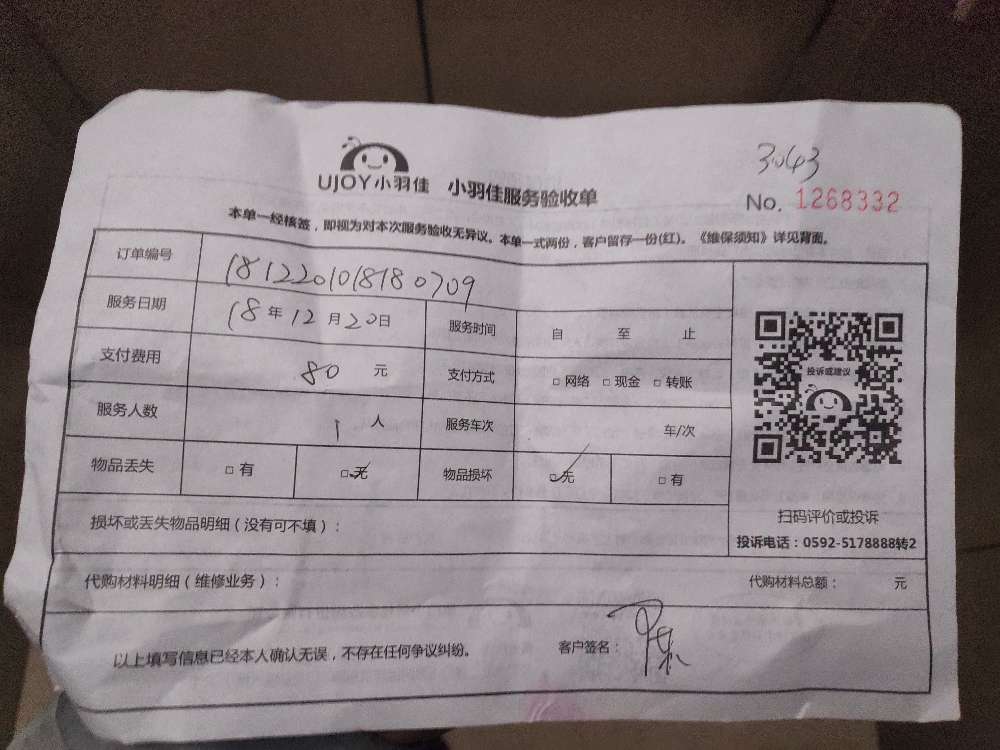 3043
UJOY小羽佳 小羽佳服务验收单
No. 1268332
本单一经核签，即视为对本次服务验收无异议。本单一式两份，客户留存一份(红)。《维保须知》详见背面。
订单编号 1812201018180709
服务日期 18年12月20日 服务时间 自 至 止
支付费用 80 元 支付方式 □网络 □现金 □转账
服务人数 1 人 服务车次 车/次
物品丢失 □有 □无 物品损坏 □无 □有
投诉或建议
扫码评价或投诉
投诉电话：0592-5178888转2
损坏或丢失物品明细（没有可不填）：
代购材料明细（维修业务）： 代购材料总额： 元
以上填写信息已经本人确认无误，不存在任何争议纠纷。 客户签名：